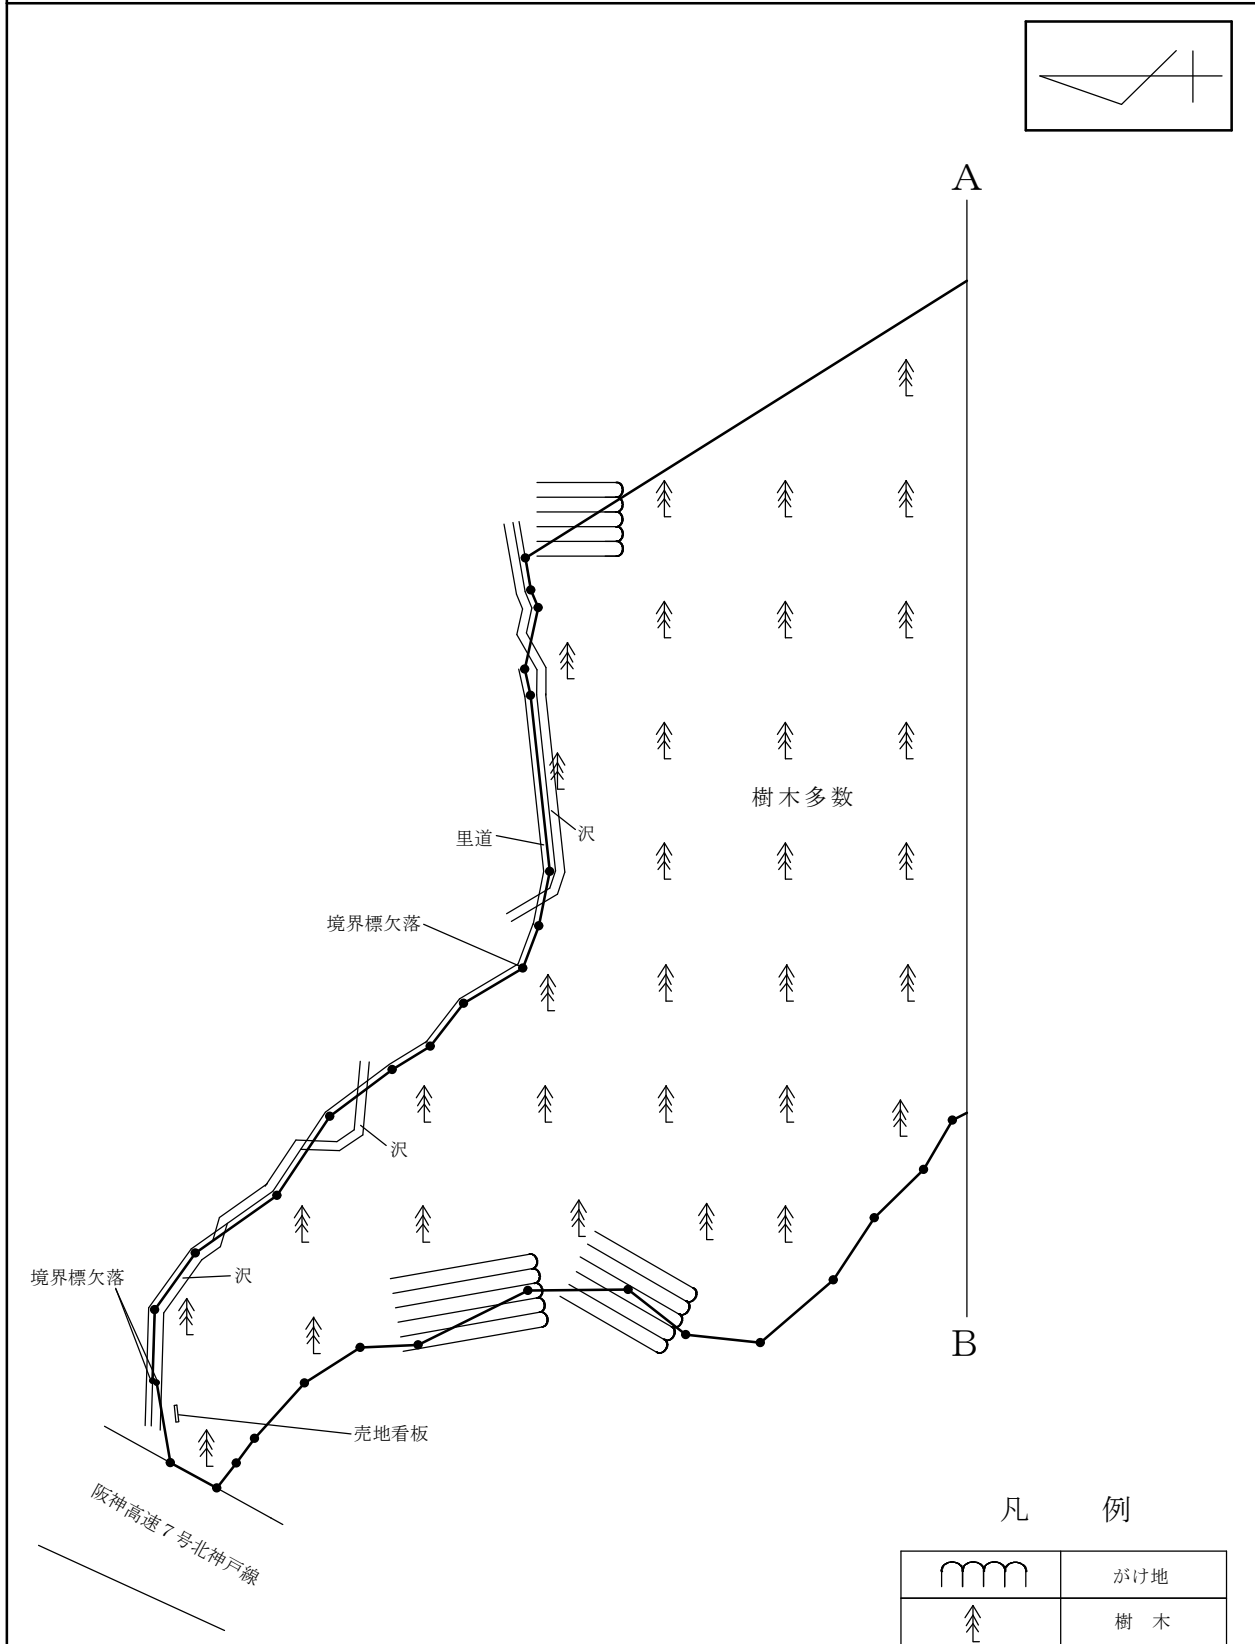 A
樹木多数
里道
沢
境界標欠落
沢
境界標欠落
沢
B
売地看板
阪神高速7号北神戸線
凡 例
がけ地
樹 木